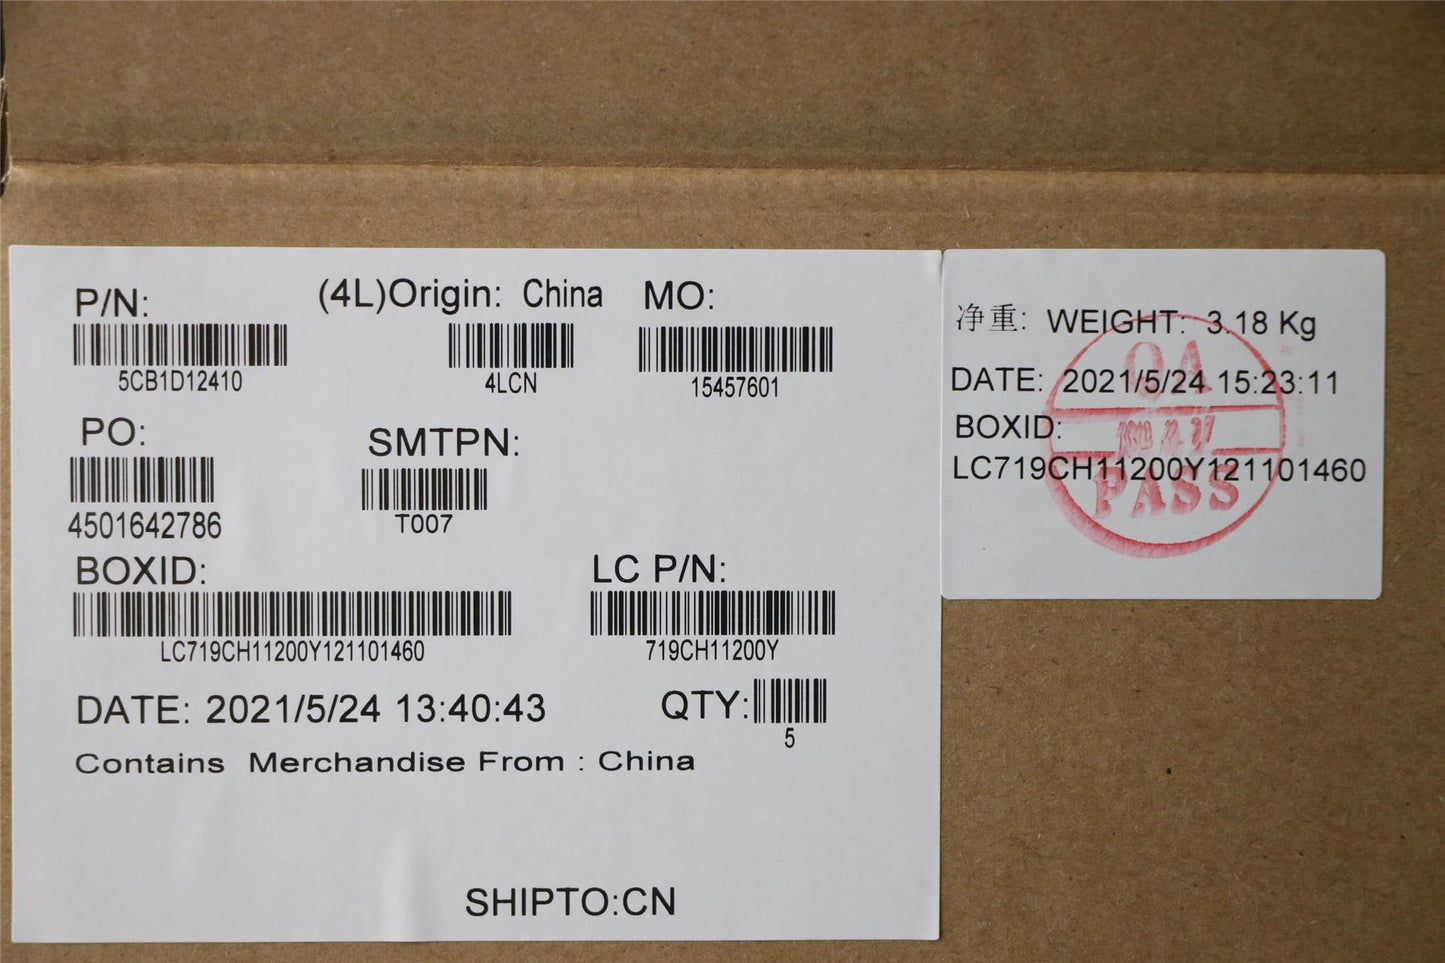 P/N:
5CB1D12410
(4L)Origin: China
4LCN
MO:
15457601
PO:
4501642786
SMTPN:
T007
BOXID:
LC719CH11200Y121101460
LC P/N:
719CH11200Y
DATE: 2021/5/24 13:40:43
QTY:
5
Contains Merchandise From : China
SHIPTO:CN
净重: WEIGHT: 3.18 Kg
DATE: 2021/5/24 15:23:11
BOXID:
LC719CH11200Y121101460
QA
PASS